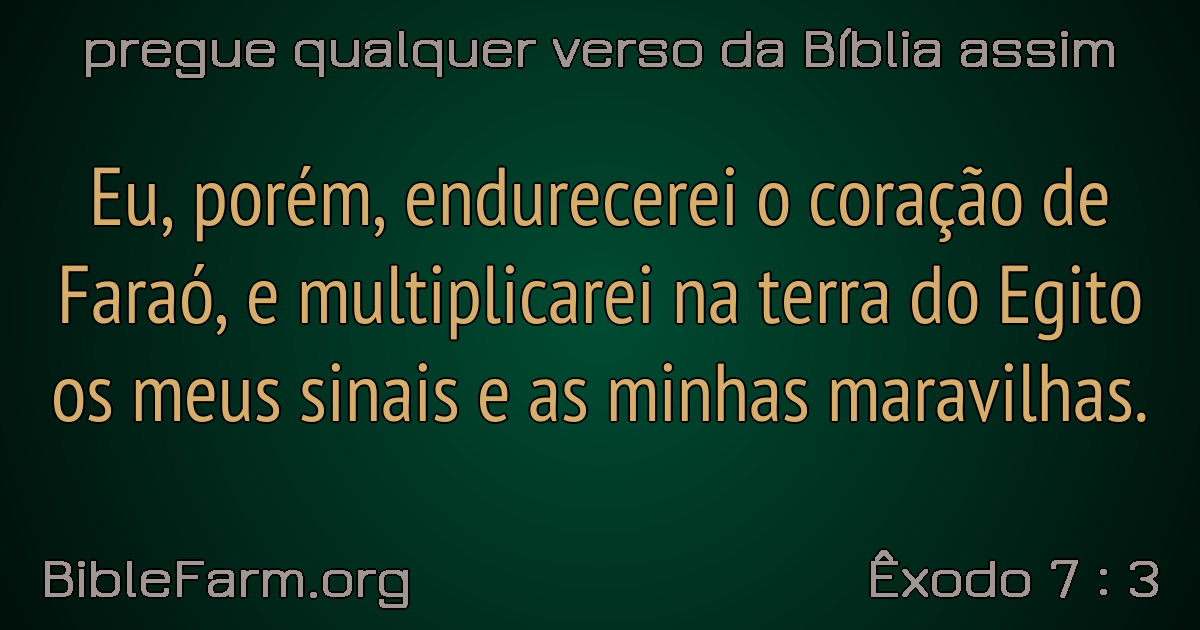 pregue qualquer verso da Bíblia assim
Eu, porém, endurecerei o coração de
Faraó, e multiplicarei na terra do Egito
os meus sinais e as minhas maravilhas.
BibleFarm.org
Êxodo 7 : 3